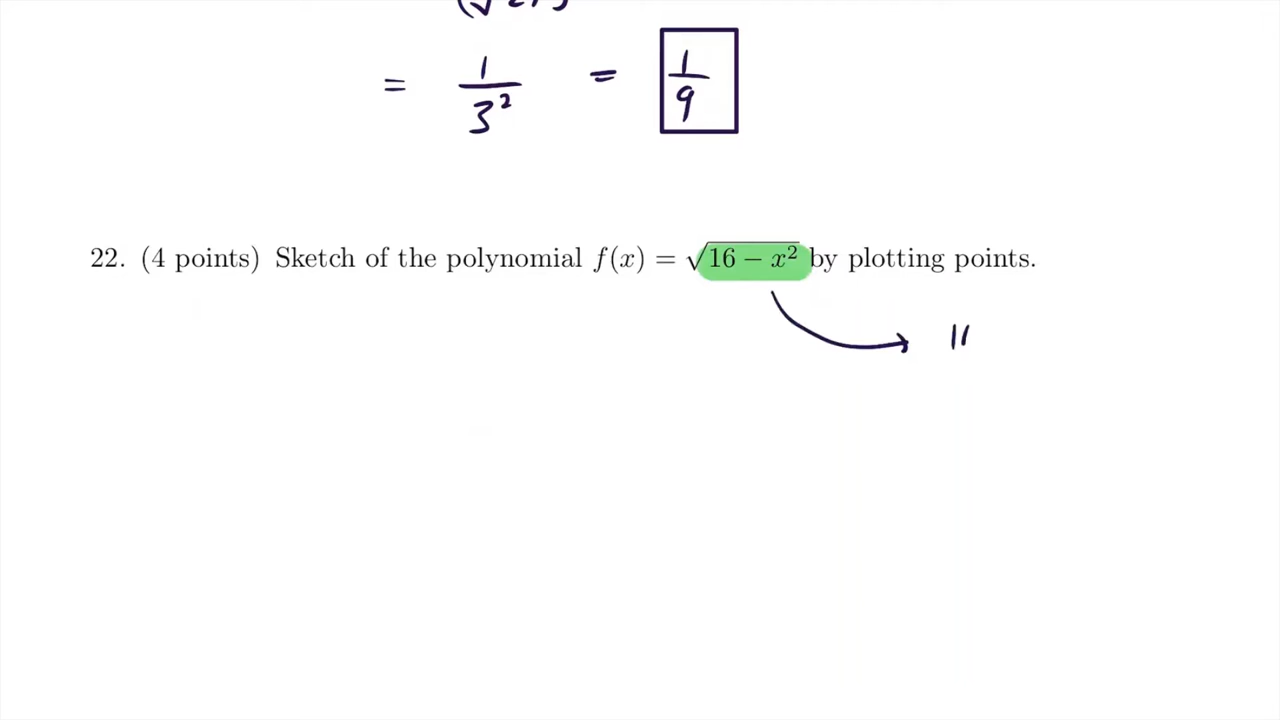 = 1/3² = 1/9
22. (4 points) Sketch of the polynomial f(x) = √(16 − x²) by plotting points.